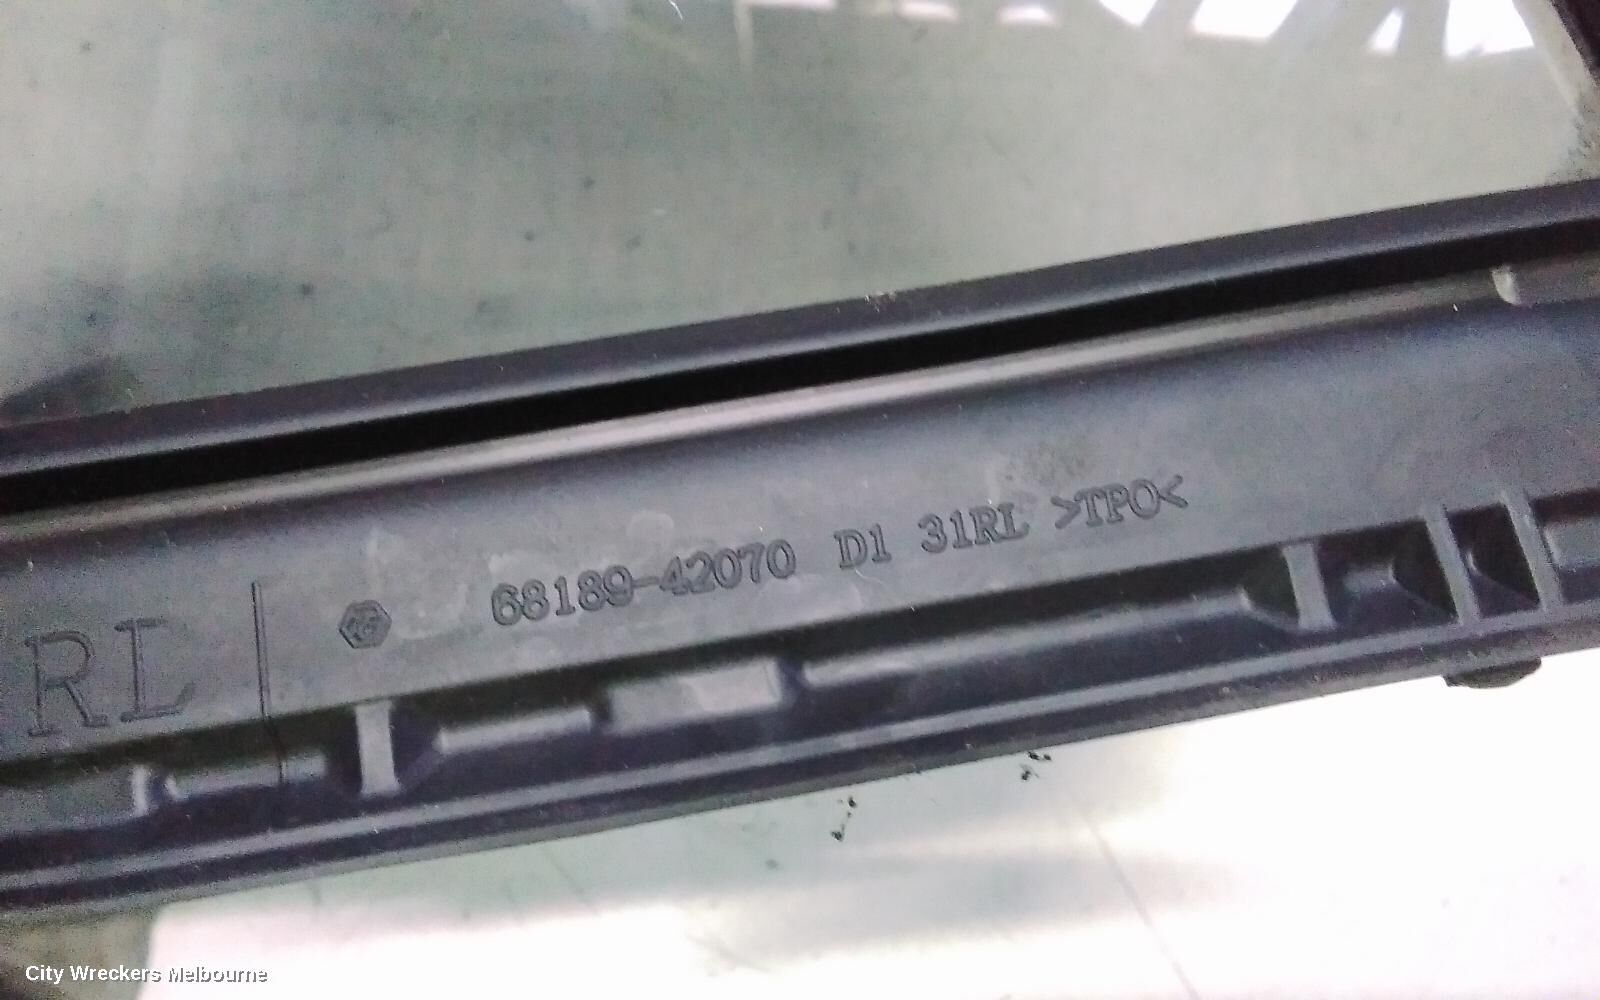 RL 68189-42070 D1 31RL >TPO<
City Wreckers Melbourne